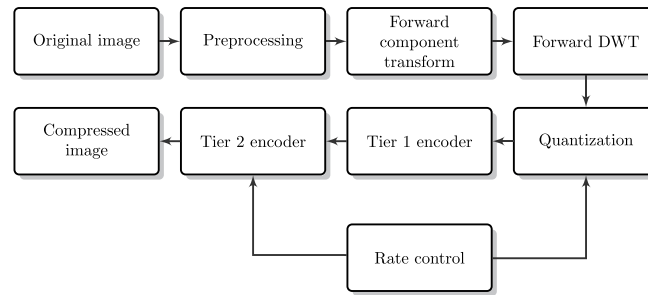 Original image
Preprocessing
Forward
component
transform
Forward DWT
Compressed
image
Tier 2 encoder
Tier 1 encoder
Quantization
Rate control